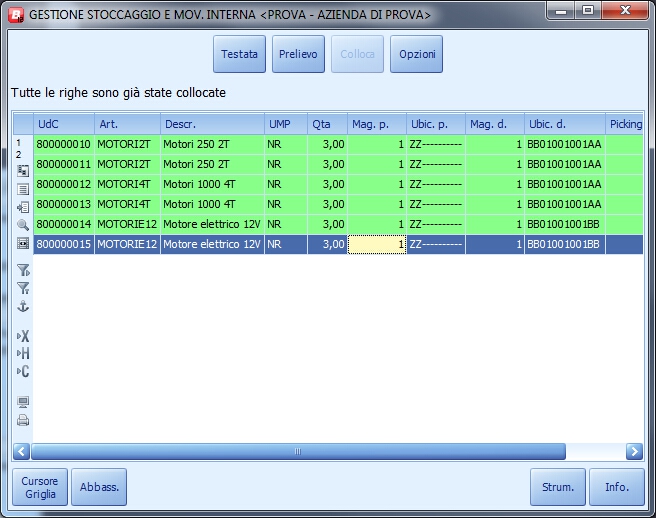 GESTIONE STOCCAGGIO E MOV. INTERNA <PROVA - AZIENDA DI PROVA>
Testata Prelievo Colloca Opzioni
Tutte le righe sono già state collocate
UdC Art. Descr. UMP Qta Mag. p. Ubic. p. Mag. d. Ubic. d. Picking
1
2
800000010 MOTORI2T Motori 250 2T NR 3,00 1 ZZ---------- 1 BB01001001AA
800000011 MOTORI2T Motori 250 2T NR 3,00 1 ZZ---------- 1 BB01001001AA
800000012 MOTORI4T Motori 1000 4T NR 3,00 1 ZZ---------- 1 BB01001001AA
800000013 MOTORI4T Motori 1000 4T NR 3,00 1 ZZ---------- 1 BB01001001AA
800000014 MOTORIE12 Motore elettrico 12V NR 3,00 1 ZZ---------- 1 BB01001001BB
800000015 MOTORIE12 Motore elettrico 12V NR 3,00 1 ZZ---------- 1 BB01001001BB
X
H
C
Cursore Griglia Abbass. Strum. Info.